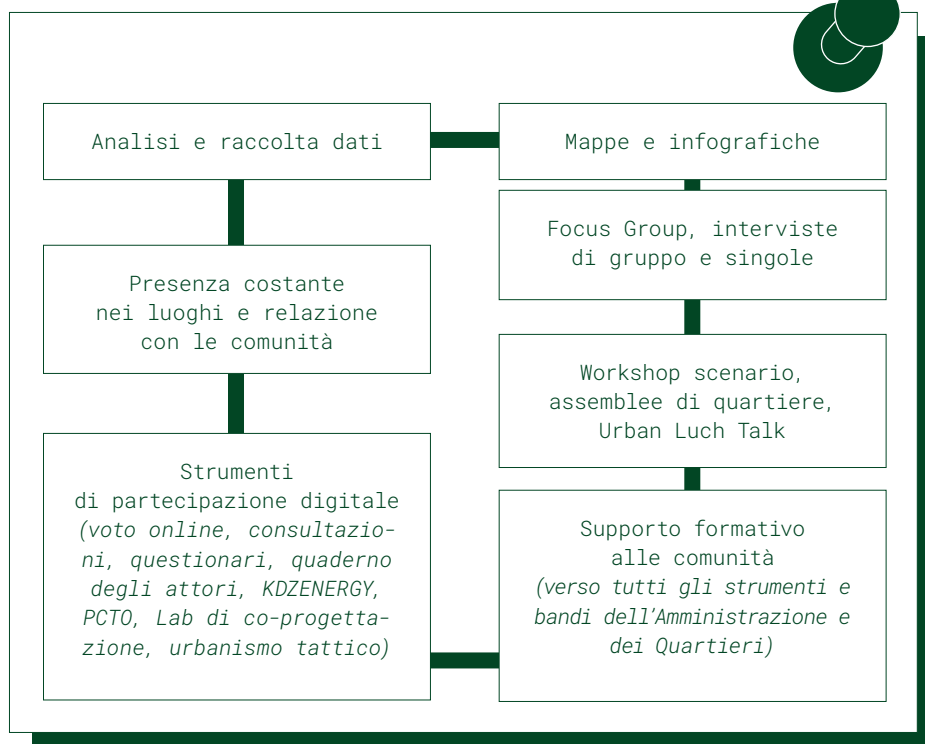 Analisi e raccolta dati
Presenza costante
nei luoghi e relazione
con le comunità
Strumenti
di partecipazione digitale
(voto online, consultazio-
ni, questionari, quaderno
degli attori, KDZENERGY,
PCTO, Lab di co-progetta-
zione, urbanismo tattico)
Mappe e infografiche
Focus Group, interviste
di gruppo e singole
Workshop scenario,
assemblee di quartiere,
Urban Luch Talk
Supporto formativo
alle comunità
(verso tutti gli strumenti e
bandi dell'Amministrazione e
dei Quartieri)